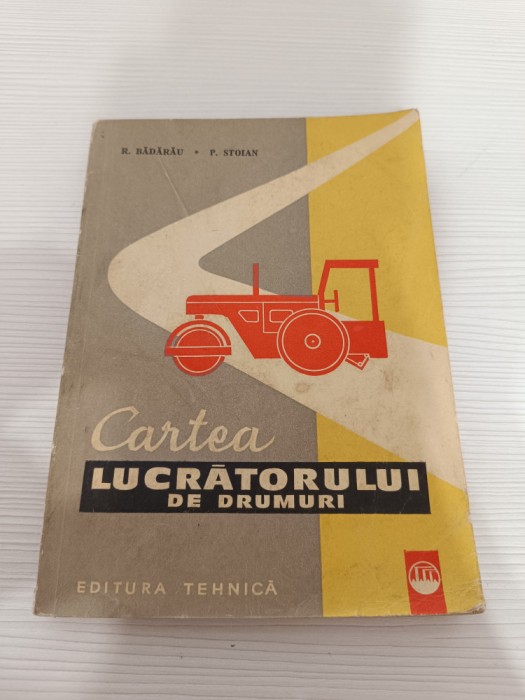 R. BĂDĂRĂU • P. STOIAN
Cartea
LUCRĂTORULUI
DE DRUMURI
EDITURA TEHNICĂ